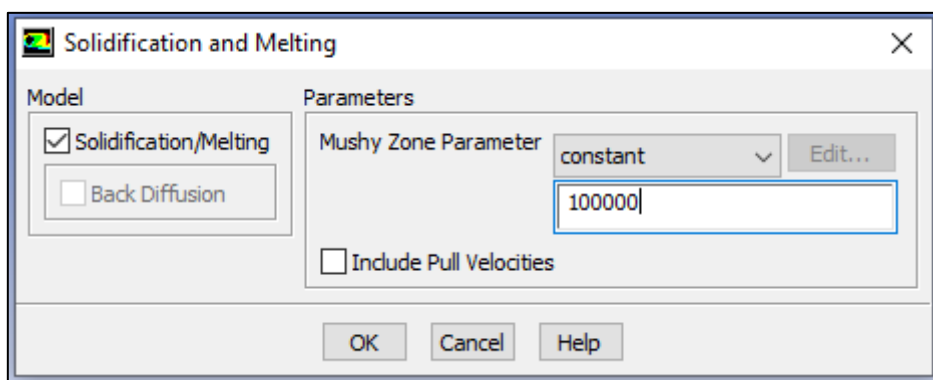 Solidification and Melting
Model
Parameters
Solidification/Melting
Mushy Zone Parameter
constant
Edit...
Back Diffusion
100000
Include Pull Velocities
OK
Cancel
Help